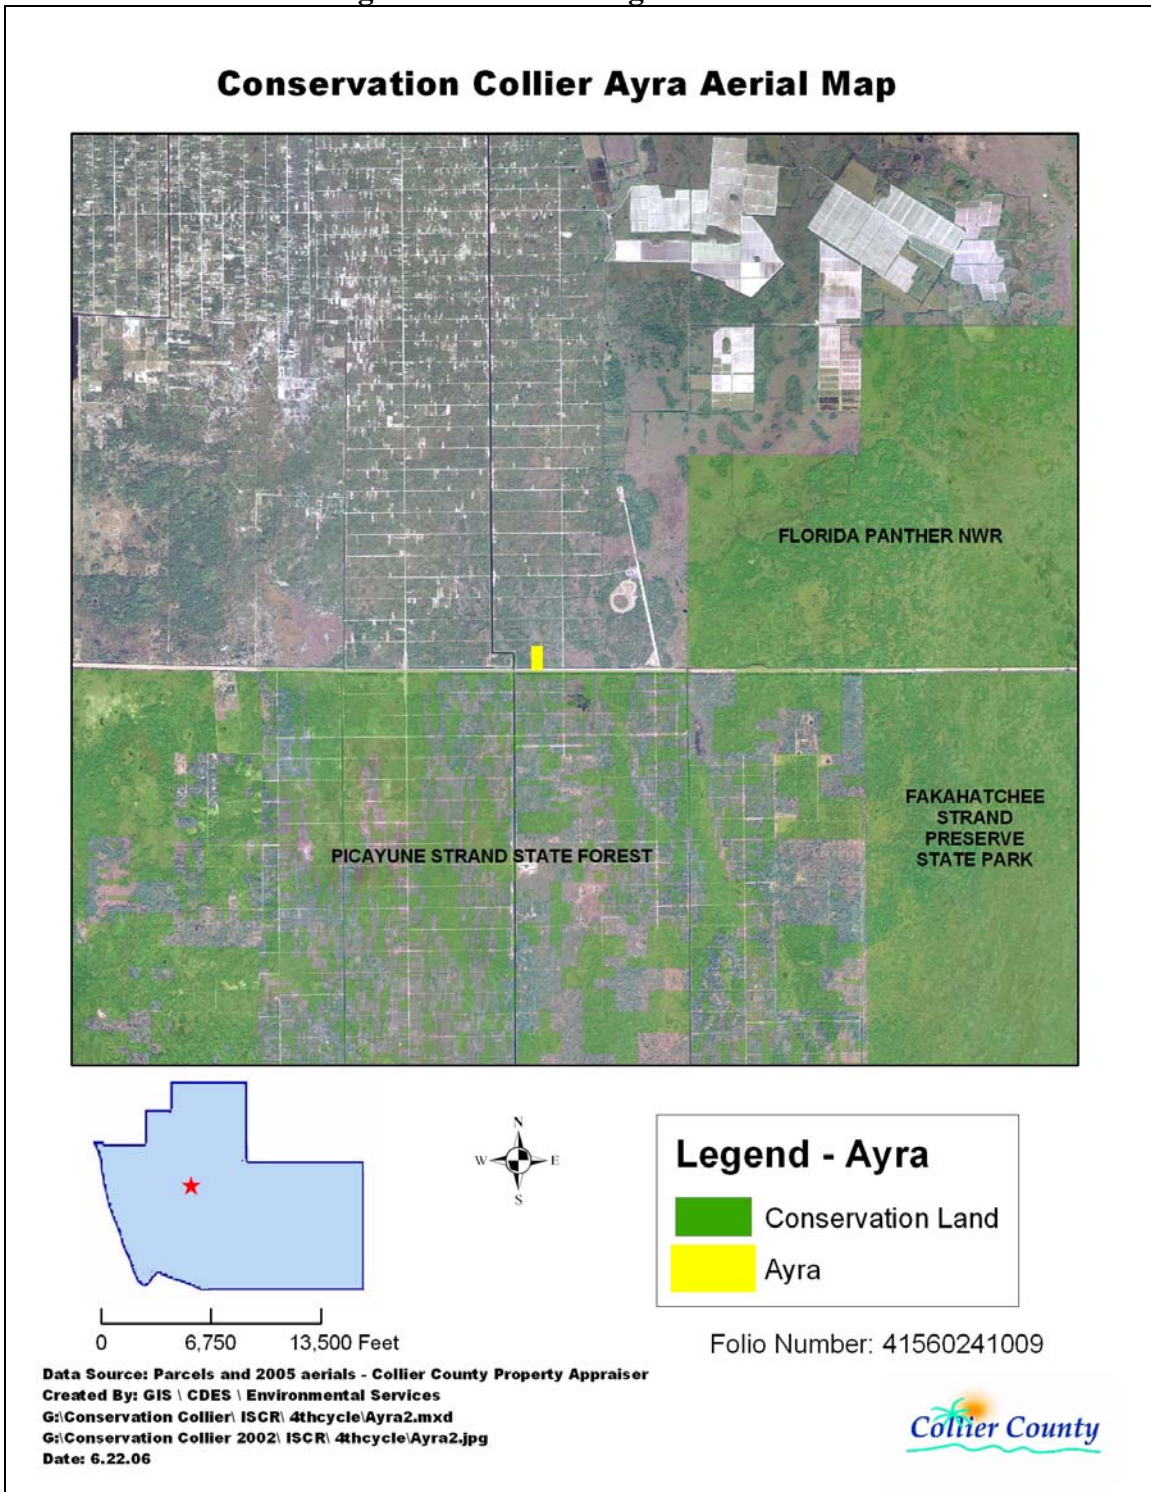 Conservation Collier Ayra Aerial Map
FLORIDA PANTHER NWR
FAKAHATCHEE
STRAND
PRESERVE
STATE PARK
PICAYUNE STRAND STATE FOREST
N
W E
S
Legend - Ayra
Conservation Land
Ayra
0 6,750 13,500 Feet
Folio Number: 41560241009
Data Source: Parcels and 2005 aerials - Collier County Property Appraiser
Created By: GIS \ CDES \ Environmental Services
G:\Conservation Collier\ ISCR\ 4thcycle\Ayra2.mxd
G:\Conservation Collier 2002\ ISCR\ 4thcycle\Ayra2.jpg
Date: 6.22.06
Collier County